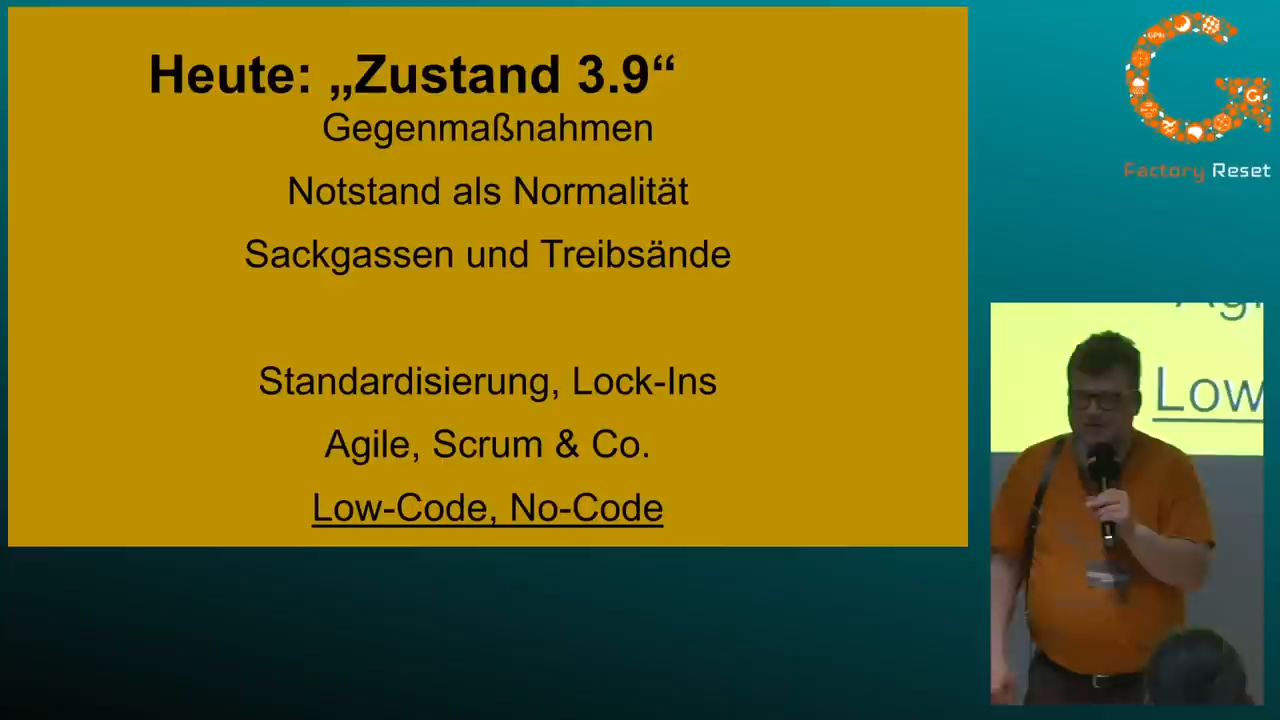 Heute: „Zustand 3.9“
Gegenmaßnahmen
Notstand als Normalität
Sackgassen und Treibsände
Standardisierung, Lock-Ins
Agile, Scrum & Co.
Low-Code, No-Code
GPN
G
Factory Reset
Low